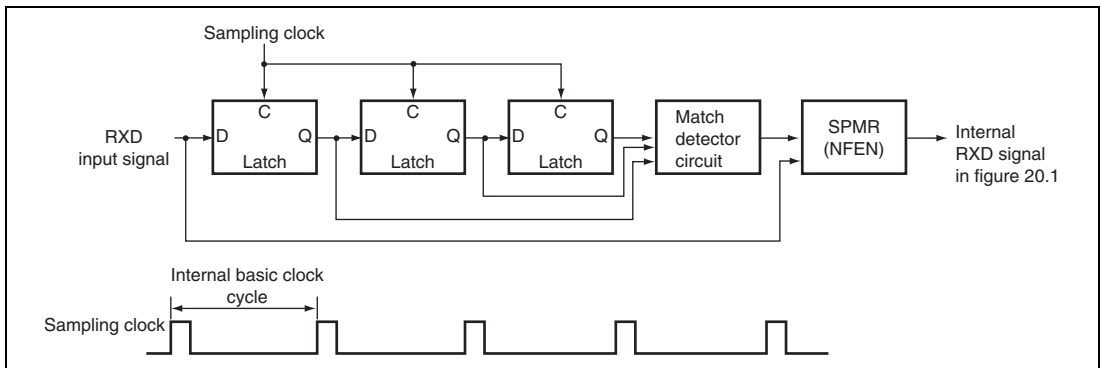 Sampling clock
C
C
C
D
Q
D
Q
D
Q
Latch
Latch
Latch
RXD
input signal
Match
detector
circuit
SPMR
(NFEN)
Internal
RXD signal
in figure 20.1
Internal basic clock
cycle
Sampling clock